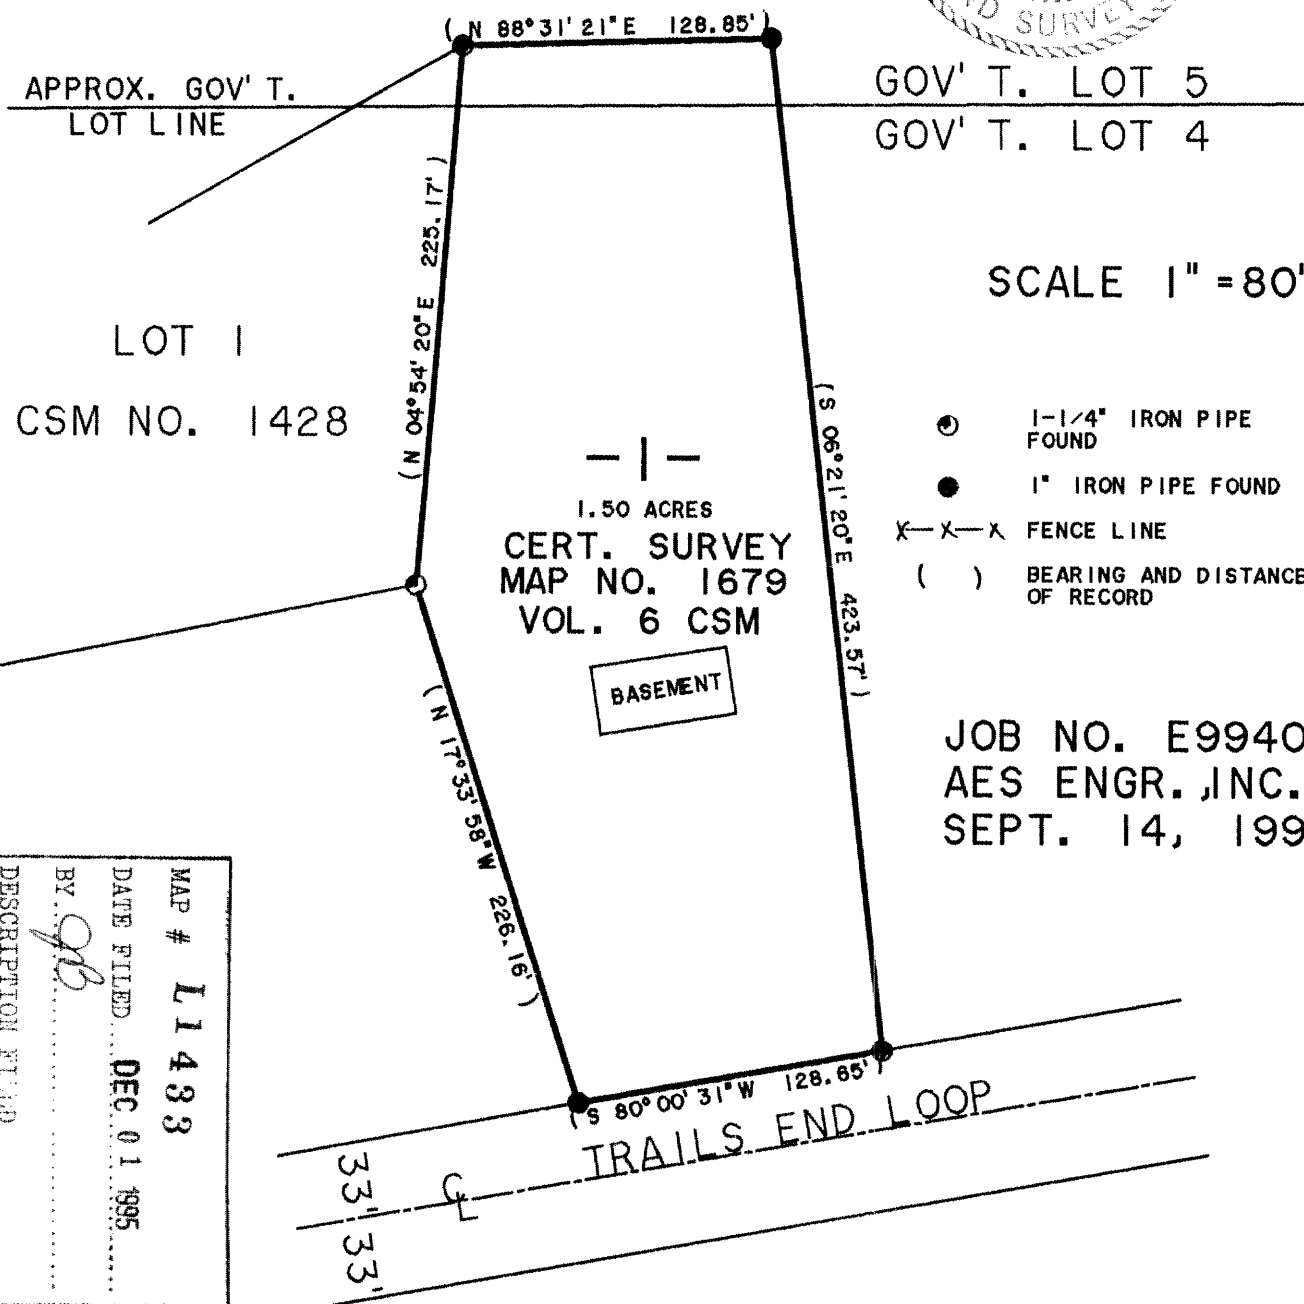 ND SURVEY
( N 88°31'21"E 128.85')
APPROX. GOV'T.
LOT LINE
GOV'T. LOT 5
GOV'T. LOT 4
(N 04°54'20"E 225.17')
SCALE 1"=80'
LOT 1
CSM NO. 1428
(S 06°21'20"E 423.57')
1-1/4" IRON PIPE
FOUND
1" IRON PIPE FOUND
X—X—X FENCE LINE
( ) BEARING AND DISTANCE
OF RECORD
—1—
1.50 ACRES
CERT. SURVEY
MAP NO. 1679
VOL. 6 CSM
BASEMENT
(N 17°33'58"W 226.16')
JOB NO. E9940
AES ENGR.,INC.
SEPT. 14, 199
MAP # L1433
DATE FILED DEC 01 1995
BY JB
DESCRIPTION FILED
(S 80°00'31"W 128.65')
TRAILS END LOOP
33'
CL
33'